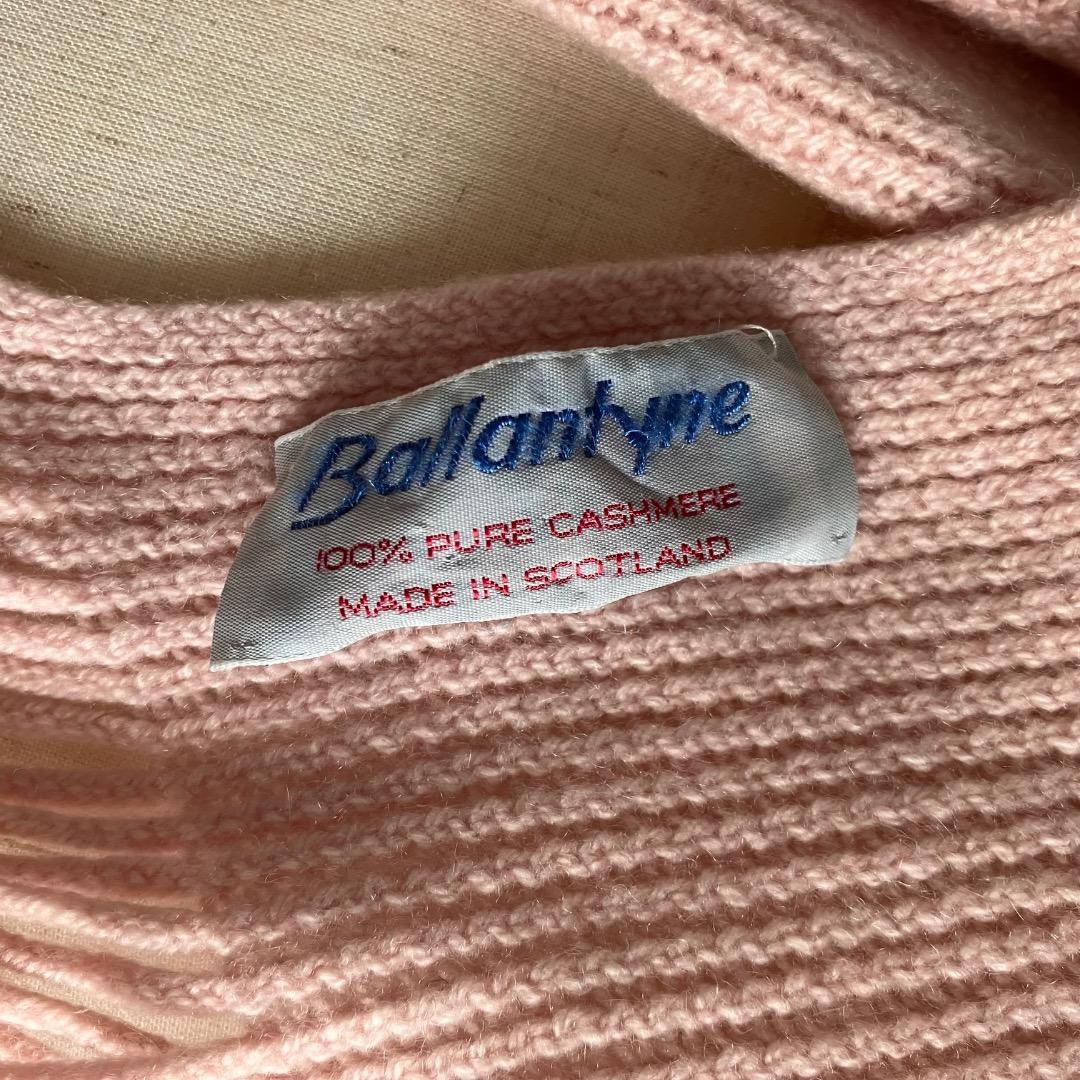 Ballantyne
100% PURE CASHMERE
MADE IN SCOTLAND